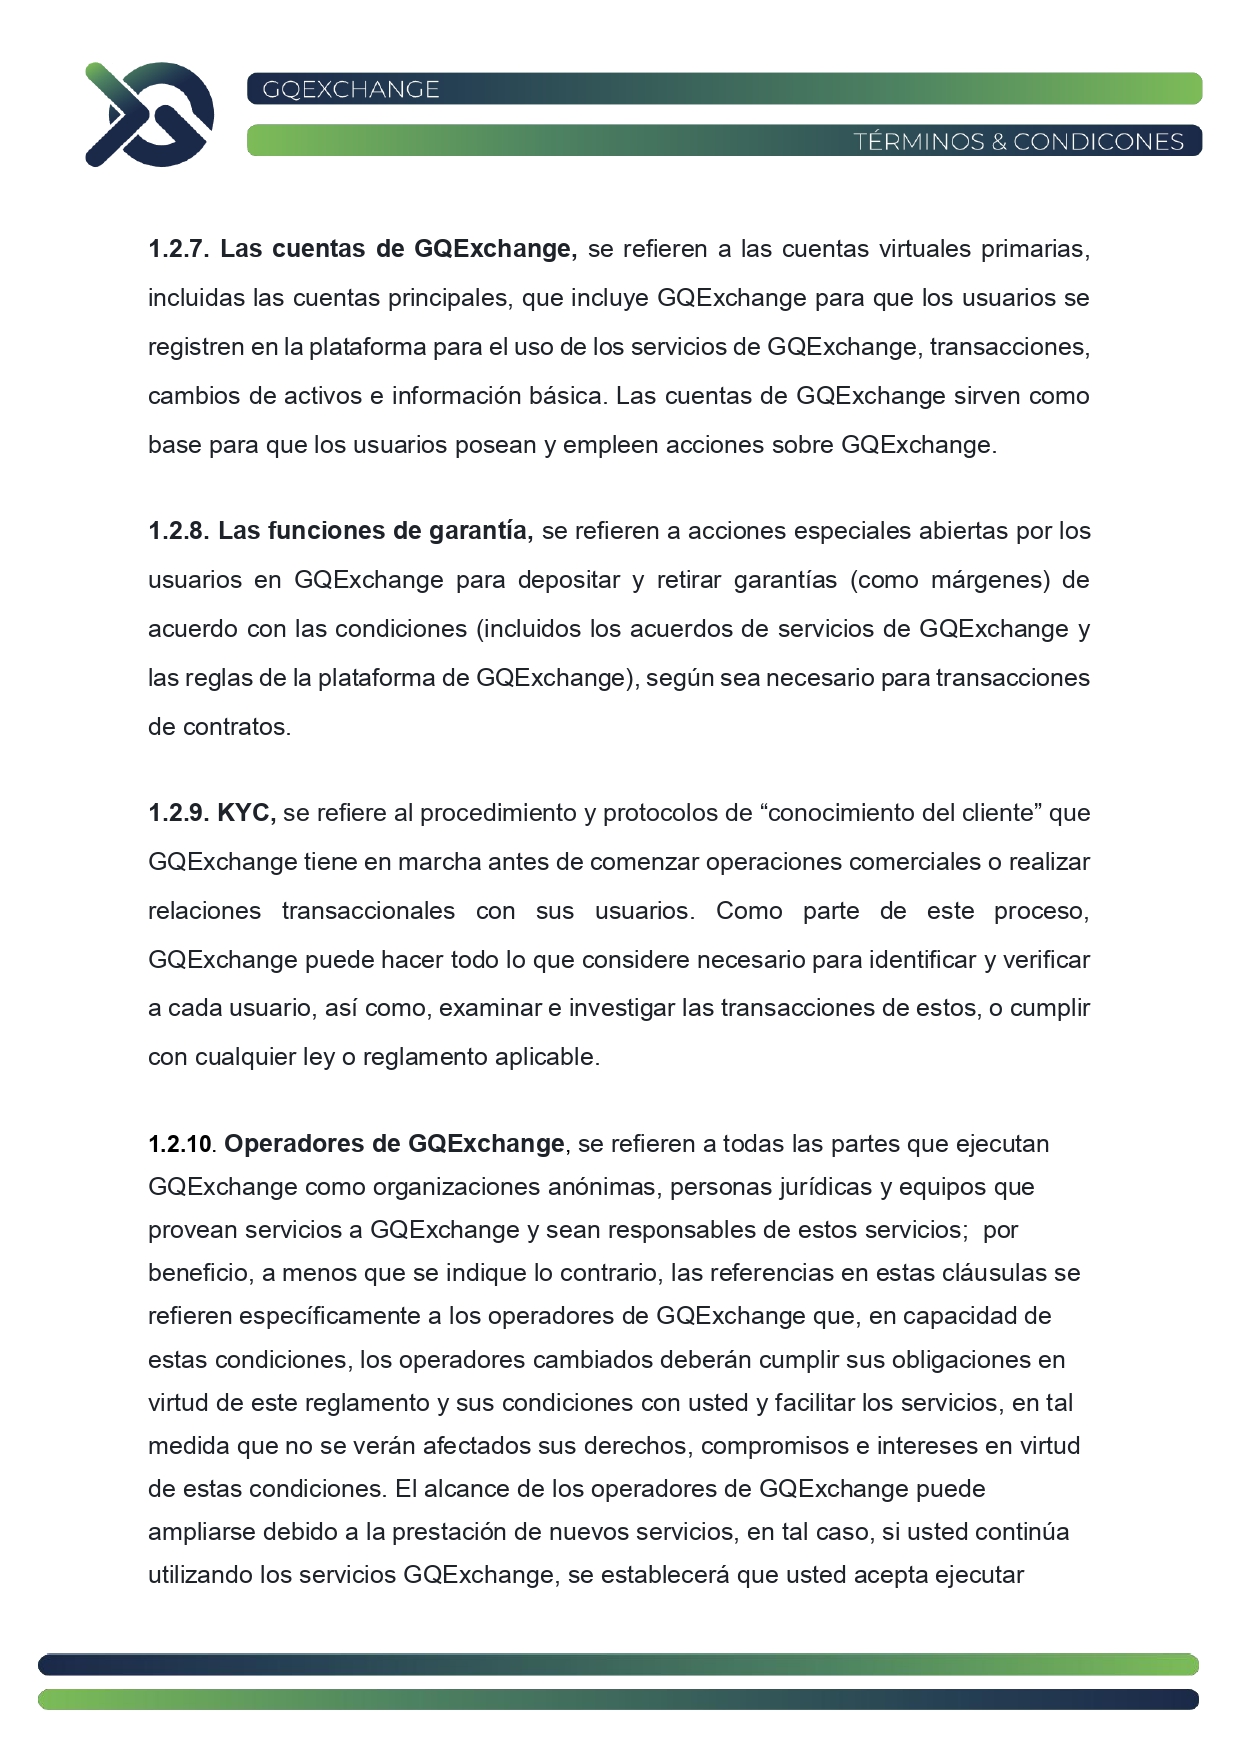 GQEXCHANGE
TÉRMINOS & CONDICONES
1.2.7. Las cuentas de GQExchange, se refieren a las cuentas virtuales primarias,
incluidas las cuentas principales, que incluye GQExchange para que los usuarios se
registren en la plataforma para el uso de los servicios de GQExchange, transacciones,
cambios de activos e información básica. Las cuentas de GQExchange sirven como
base para que los usuarios posean y empleen acciones sobre GQExchange.
1.2.8. Las funciones de garantía, se refieren a acciones especiales abiertas por los
usuarios en GQExchange para depositar y retirar garantías (como márgenes) de
acuerdo con las condiciones (incluidos los acuerdos de servicios de GQExchange y
las reglas de la plataforma de GQExchange), según sea necesario para transacciones
de contratos.
1.2.9. KYC, se refiere al procedimiento y protocolos de “conocimiento del cliente” que
GQExchange tiene en marcha antes de comenzar operaciones comerciales o realizar
relaciones transaccionales con sus usuarios. Como parte de este proceso,
GQExchange puede hacer todo lo que considere necesario para identificar y verificar
a cada usuario, así como, examinar e investigar las transacciones de estos, o cumplir
con cualquier ley o reglamento aplicable.
1.2.10. Operadores de GQExchange, se refieren a todas las partes que ejecutan
GQExchange como organizaciones anónimas, personas jurídicas y equipos que
provean servicios a GQExchange y sean responsables de estos servicios;  por
beneficio, a menos que se indique lo contrario, las referencias en estas cláusulas se
refieren específicamente a los operadores de GQExchange que, en capacidad de
estas condiciones, los operadores cambiados deberán cumplir sus obligaciones en
virtud de este reglamento y sus condiciones con usted y facilitar los servicios, en tal
medida que no se verán afectados sus derechos, compromisos e intereses en virtud
de estas condiciones. El alcance de los operadores de GQExchange puede
ampliarse debido a la prestación de nuevos servicios, en tal caso, si usted continúa
utilizando los servicios GQExchange, se establecerá que usted acepta ejecutar